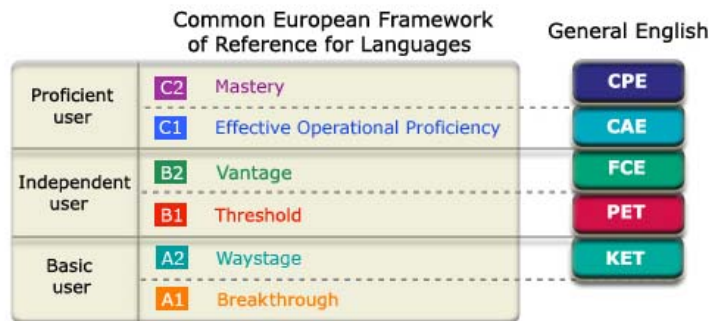 Common European Framework
of Reference for Languages
General English
Proficient
user
C2 Mastery
CPE
C1 Effective Operational Proficiency
CAE
Independent
user
B2 Vantage
FCE
B1 Threshold
PET
Basic
user
A2 Waystage
KET
A1 Breakthrough